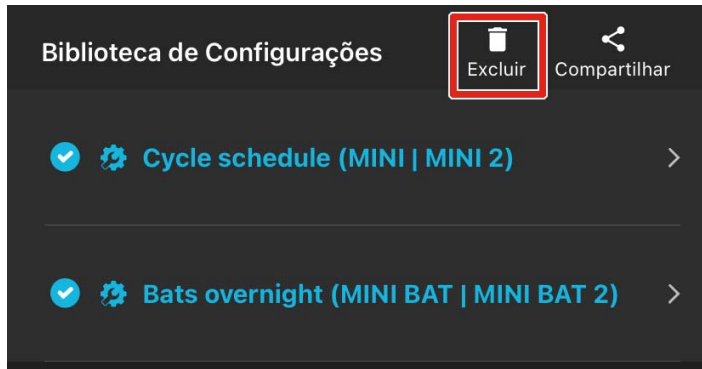 Biblioteca de Configurações
Excluir
Compartilhar
Cycle schedule (MINI | MINI 2)
Bats overnight (MINI BAT | MINI BAT 2)